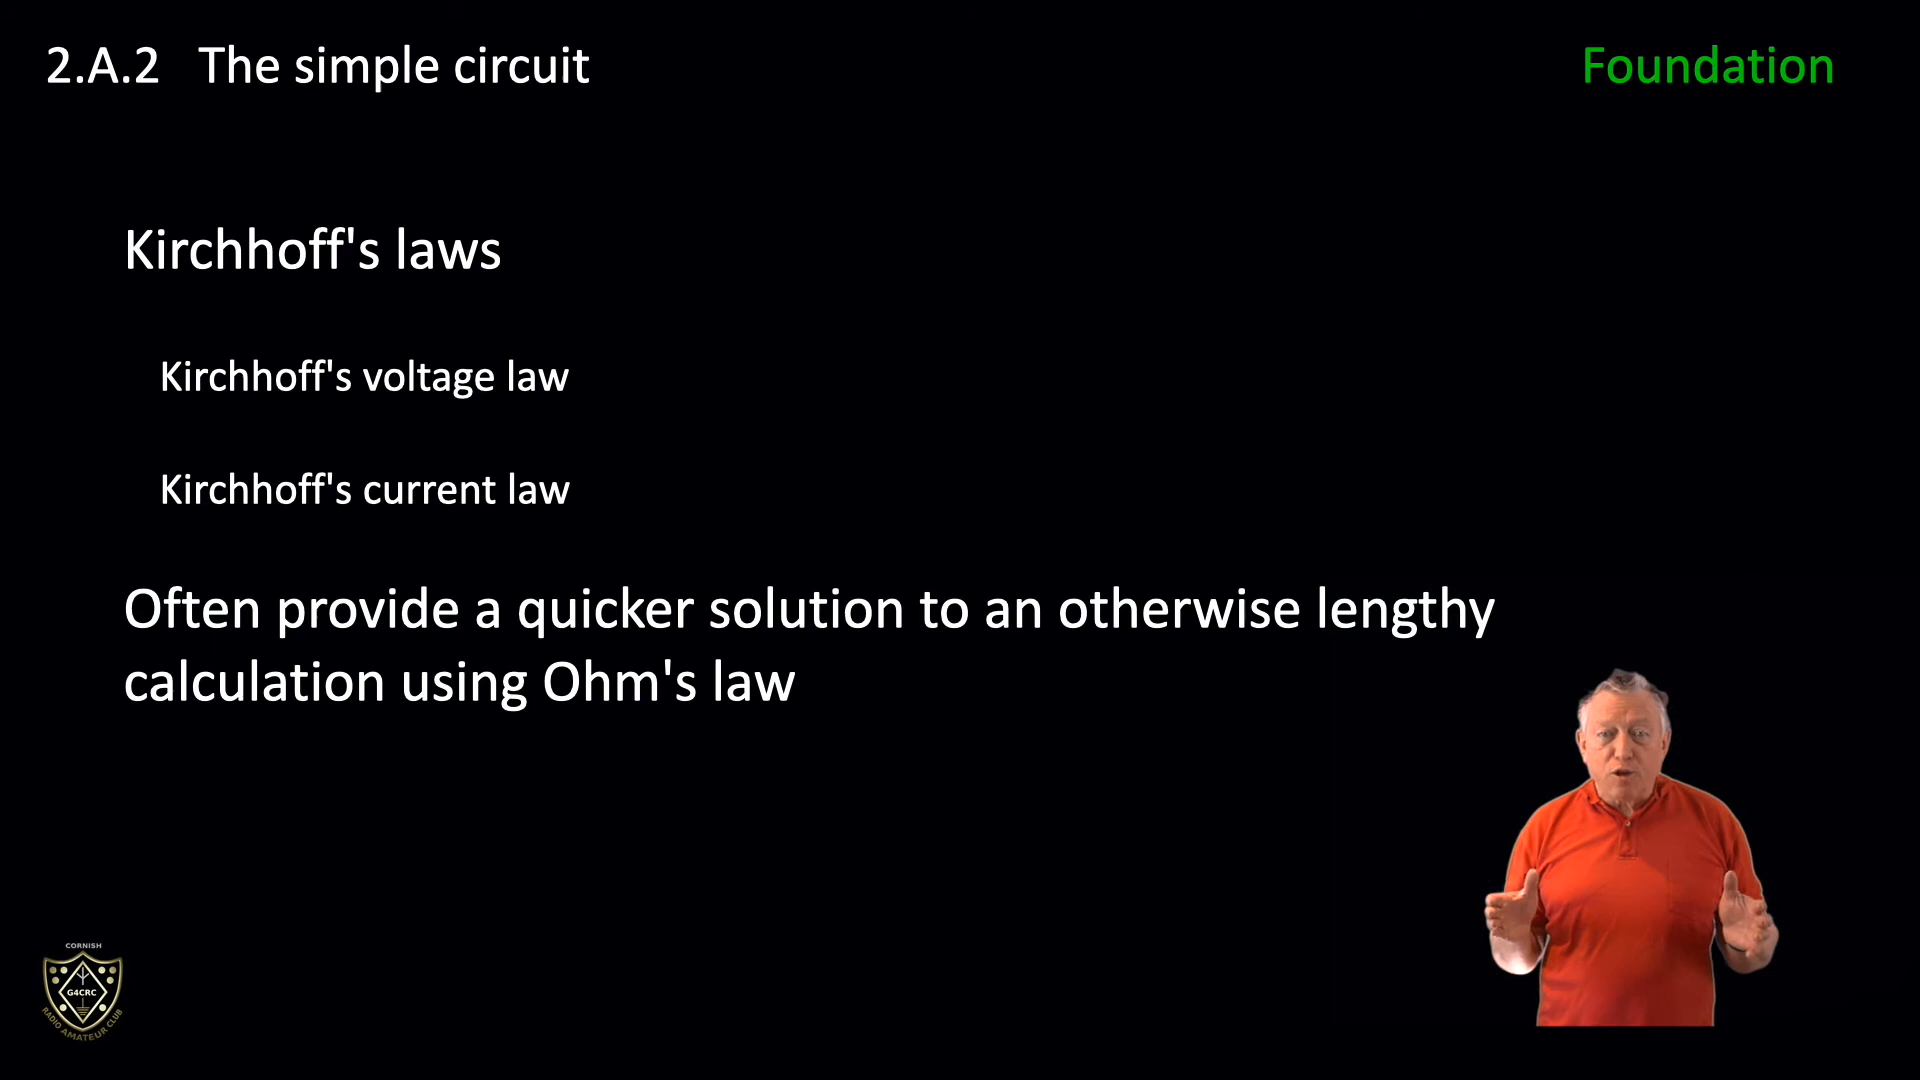 2.A.2 The simple circuit
Foundation
Kirchhoff's laws
Kirchhoff's voltage law
Kirchhoff's current law
Often provide a quicker solution to an otherwise lengthy
calculation using Ohm's law
CORNISH
G4CRC
RADIO AMATEUR CLUB